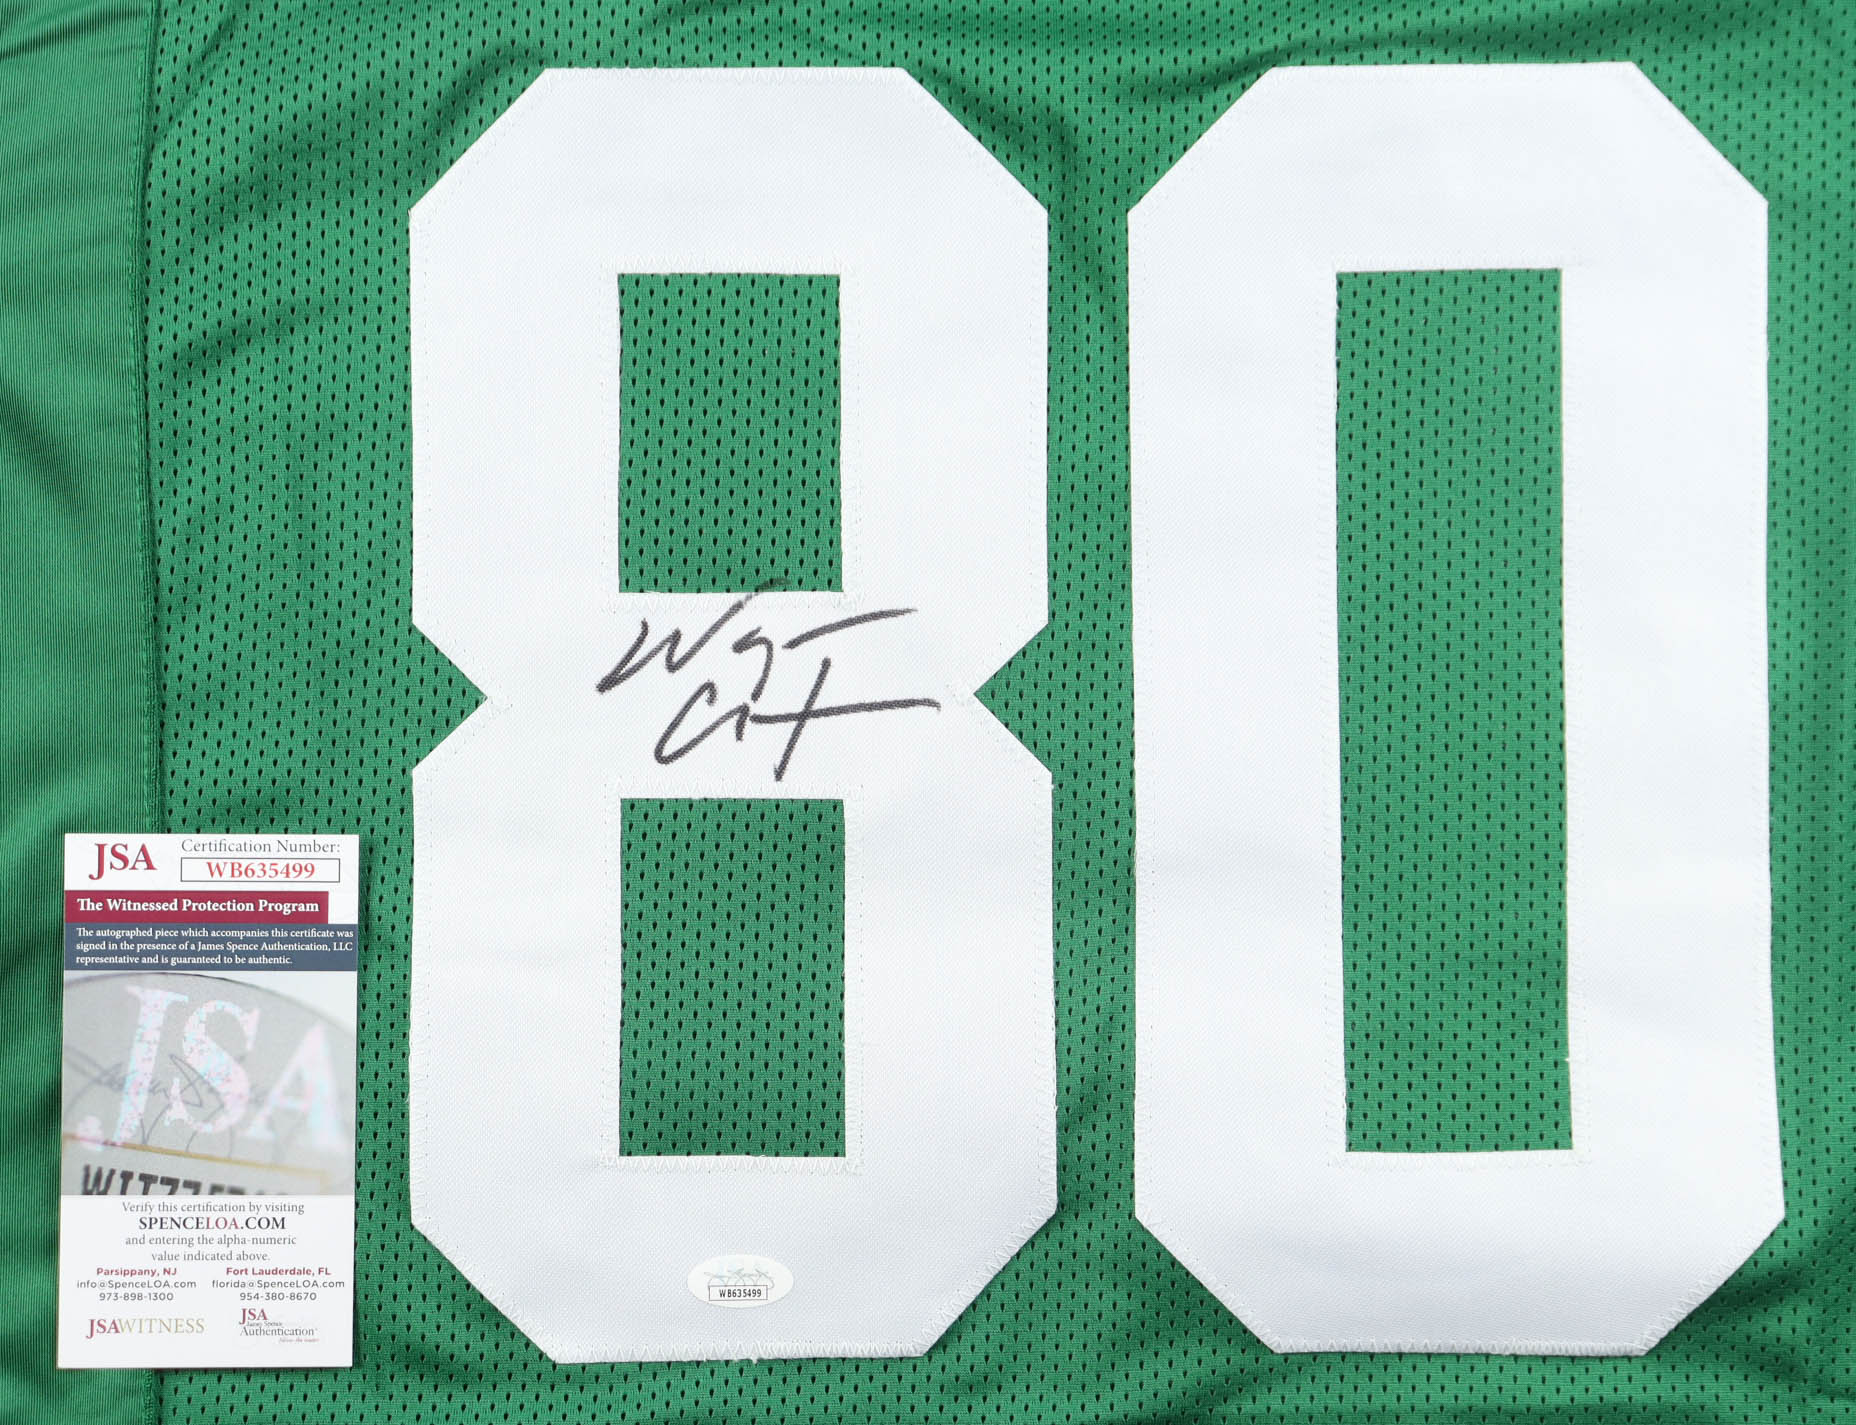 80
JSA
Certification Number:
WB635499
The Witnessed Protection Program
The autographed piece which accompanies this certificate was
signed in the presence of a James Spence Authentication, LLC
representative and is guaranteed to be authentic.
JSA
Verify this certification by visiting
SPENCELOA.COM
and entering the alpha-numeric
value indicated above.
Parsippany, NJ
info@SpenceLOA.com
973-898-1300
Fort Lauderdale, FL
florida@SpenceLOA.com
954-380-8670
JSAWITNESS
JSA
James Spence
Authentication
WB635499